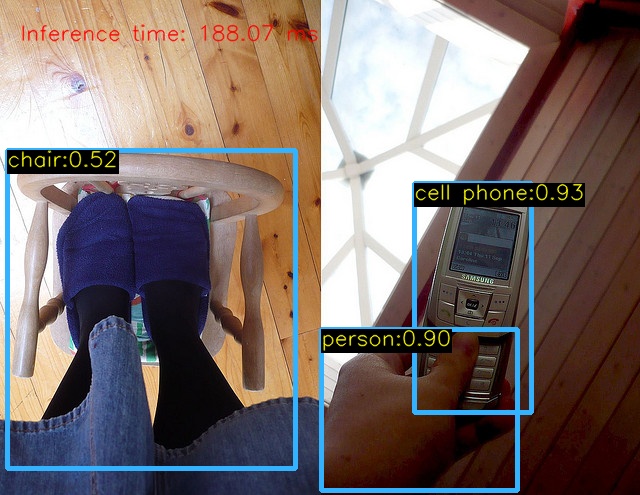 Inference time: 188.07 ms
chair:0.52
cell phone:0.93
SAMSUNG
person:0.90